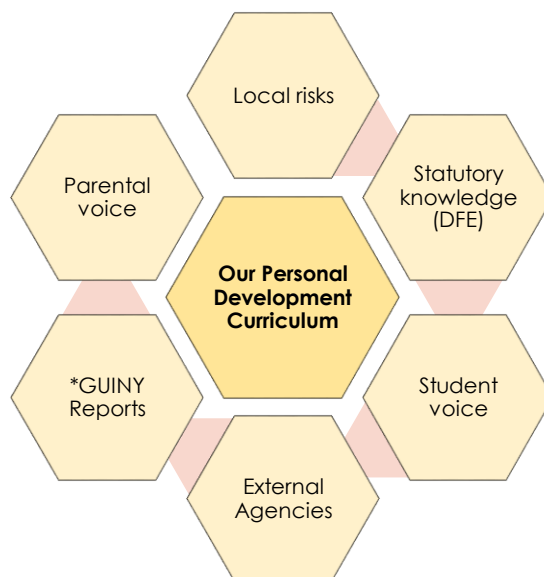 Local risks
Statutory
knowledge
(DFE)
Student
voice
External
Agencies
*GUINY
Reports
Parental
voice
Our Personal
Development
Curriculum